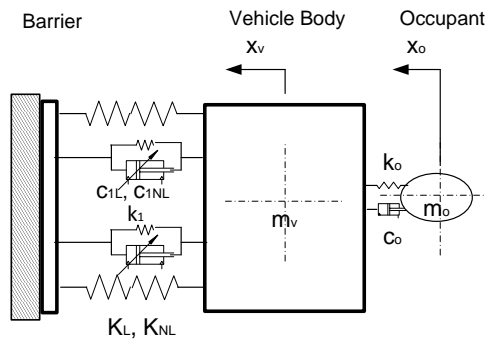 Barrier
Vehicle Body
Occupant
xv
xo
c1L, c1NL
k1
mv
ko
mo
co
KL, KNL